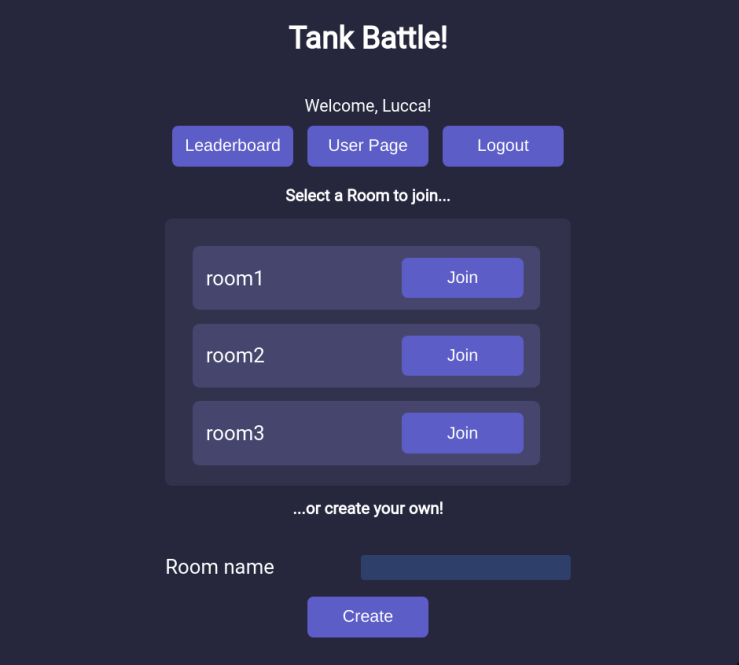 Tank Battle!
Welcome, Lucca!
Leaderboard User Page Logout
Select a Room to join...
room1 Join
room2 Join
room3 Join
...or create your own!
Room name
Create